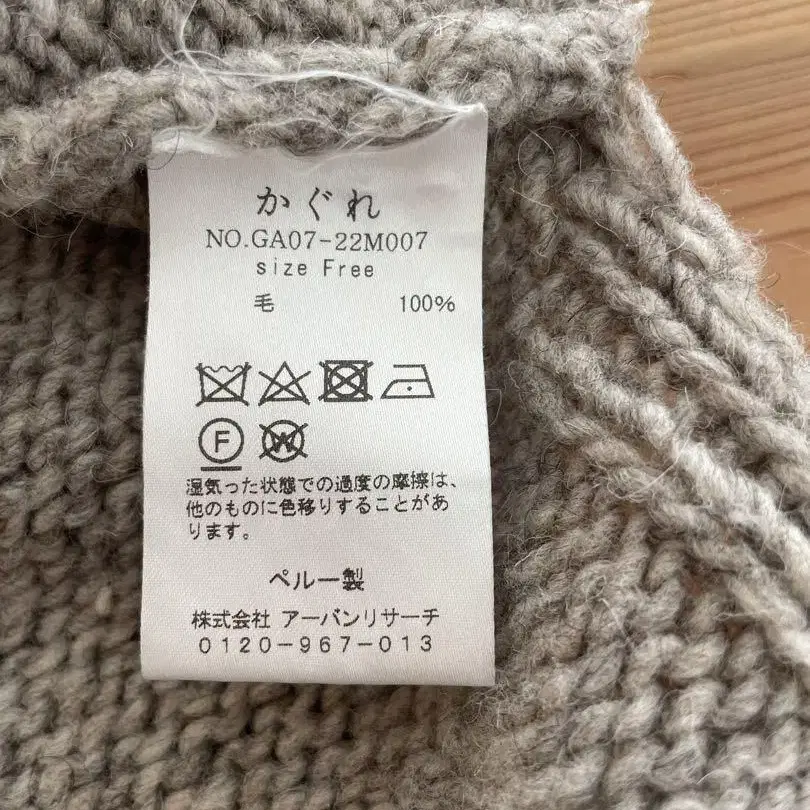 かぐれ
NO.GA07-22M007
size Free
毛 100%
F
W
湿気った状態での過度の摩擦は、
他のものに色移りすることがあ
ります。
ペルー製
株式会社 アーバンリサーチ
0120-967-013